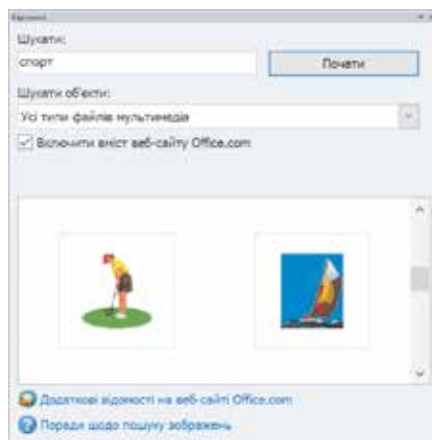 Шукати:
спорт
Почати
Шукати об'єкти:
Усі типи файлів мультимедіа
Включити вміст веб-сайту Office.com
Додаткові відомості на веб-сайті Office.com
Поради щодо пошуку зображень